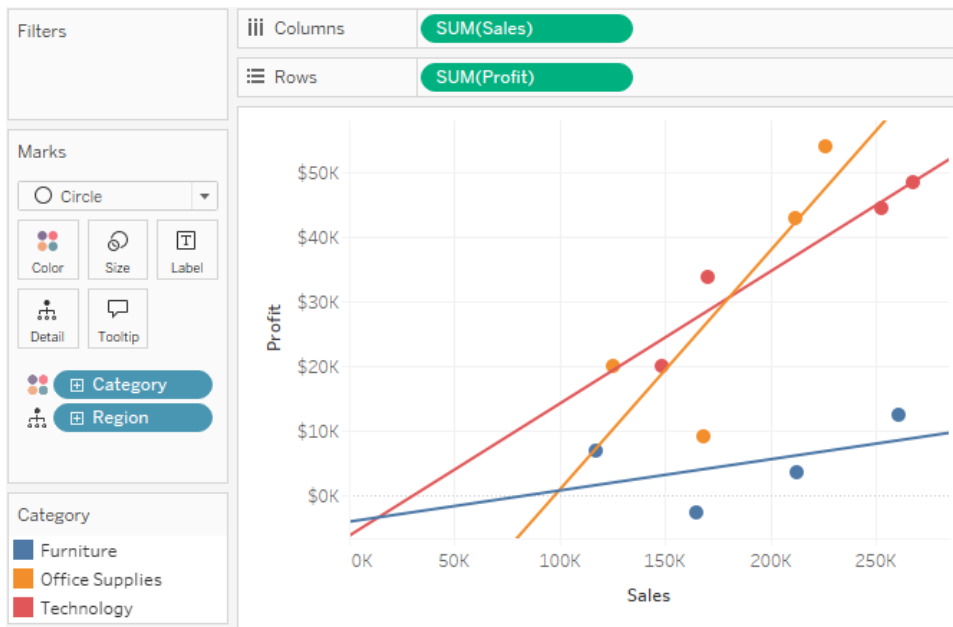 Filters
Columns
SUM(Sales)
Rows
SUM(Profit)
Marks
Circle
Color
Size
Label
Detail
Tooltip
Category
Region
Category
Furniture
Office Supplies
Technology
Profit
$50K
$40K
$30K
$20K
$10K
$0K
0K
50K
100K
150K
200K
250K
Sales